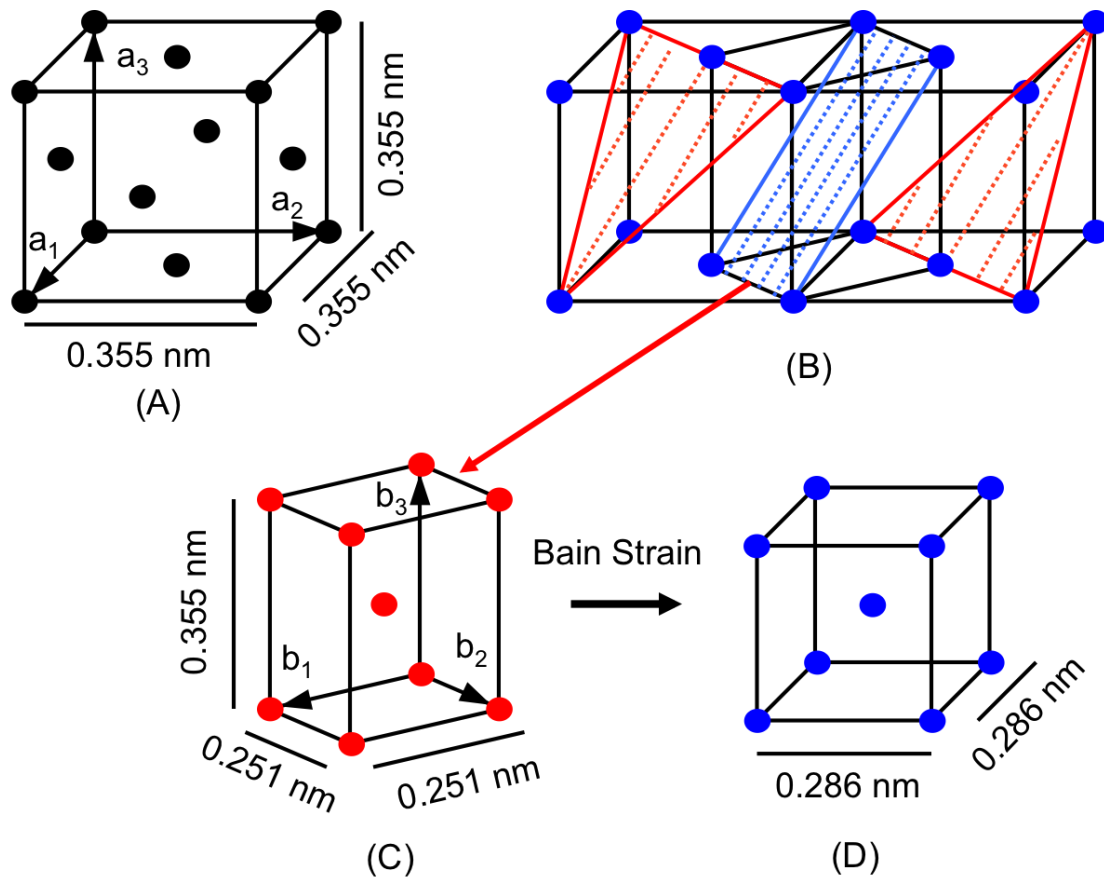 a3
a2
a1
0.355 nm
0.355 nm
0.355 nm
(A)
(B)
b3
b1
b2
0.355 nm
0.251 nm
0.251 nm
(C)
Bain Strain
0.286 nm
0.286 nm
(D)